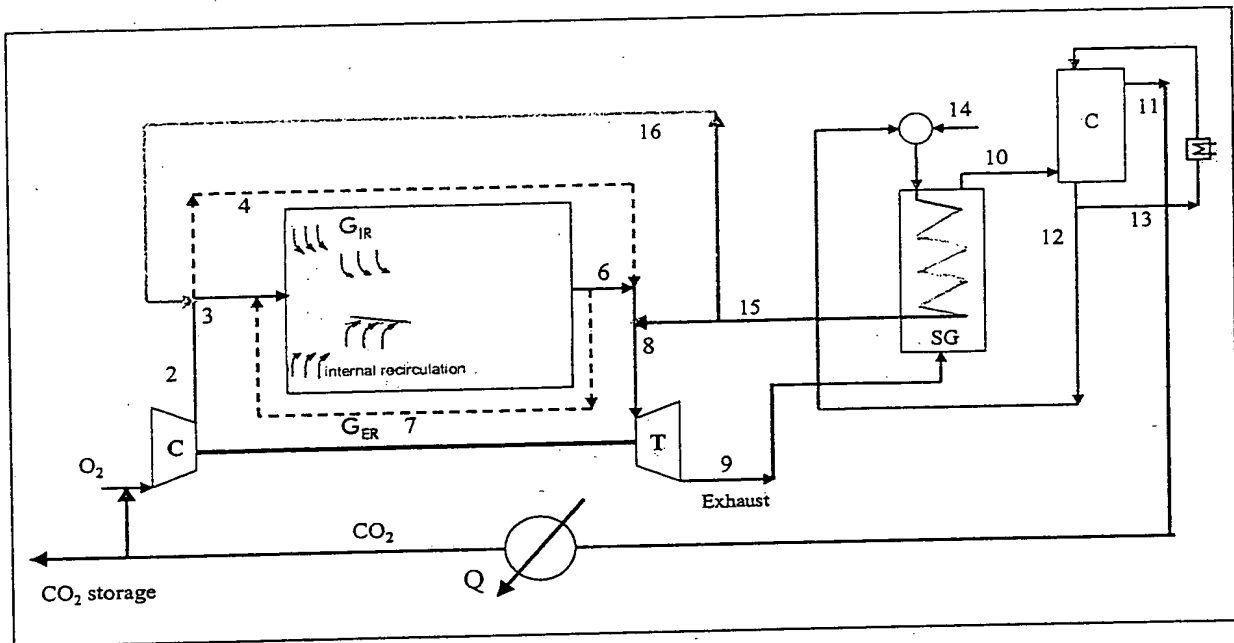 14
11
C
16
10
M
4
G_IR
13
12
6
3
15
8
SG
internal recirculation
2
G_ER 7
C
T
O₂
9
Exhaust
CO₂
Q
CO₂ storage